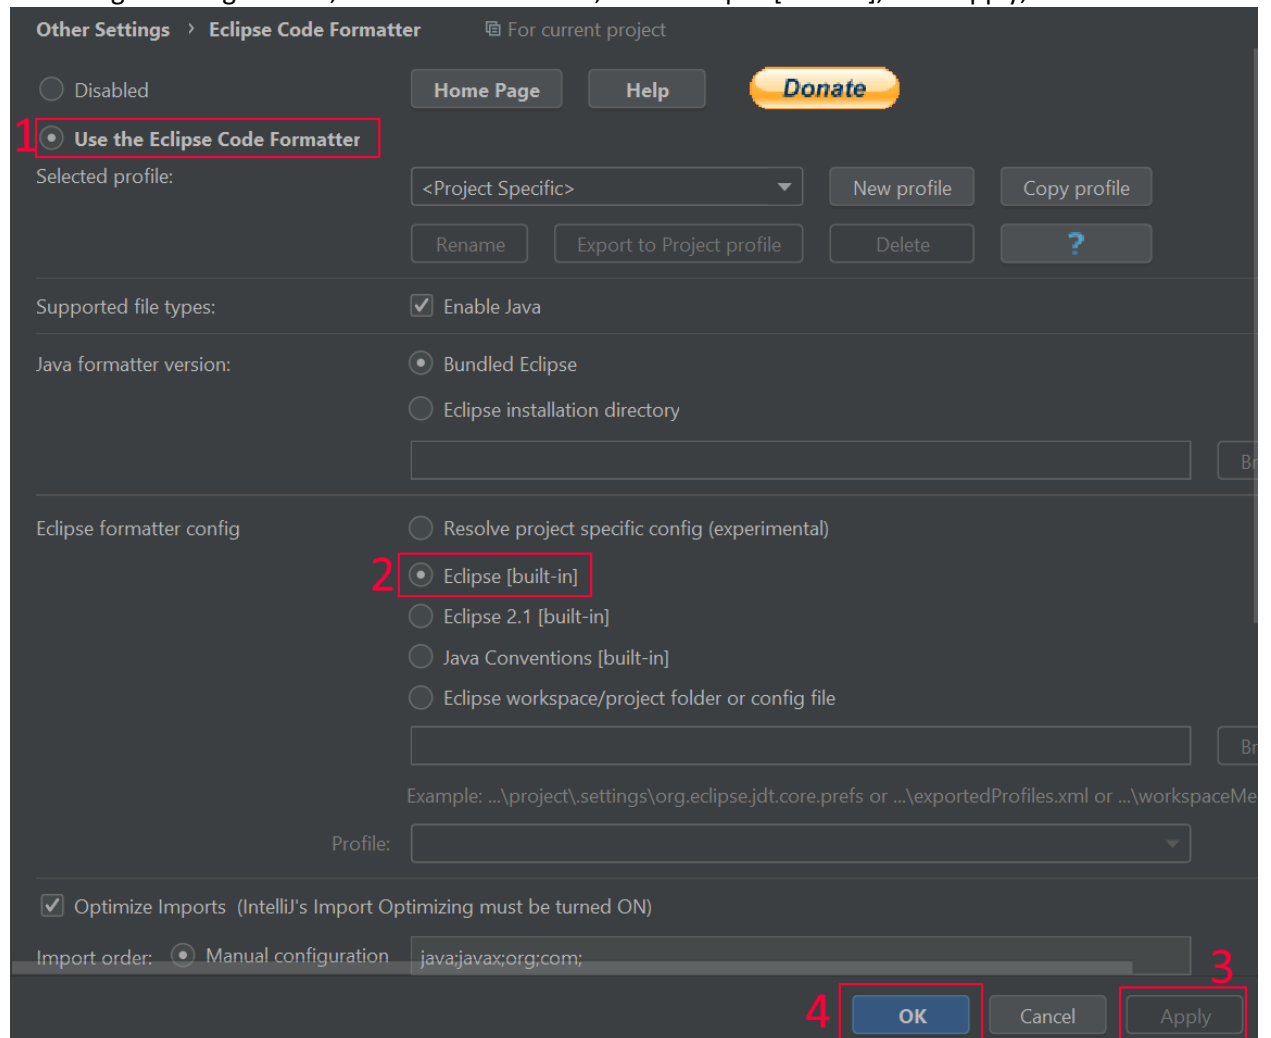 Other Settings › Eclipse Code Formatter For current project
Disabled Home Page Help Donate
1 Use the Eclipse Code Formatter
Selected profile: <Project Specific> New profile Copy profile
Rename Export to Project profile Delete ?
Supported file types: Enable Java
Java formatter version: Bundled Eclipse
Eclipse installation directory
Eclipse formatter config Resolve project specific config (experimental)
2 Eclipse [built-in]
Eclipse 2.1 [built-in]
Java Conventions [built-in]
Eclipse workspace/project folder or config file
Example: ...\project\.settings\org.eclipse.jdt.core.prefs or ...\exportedProfiles.xml or ...\workspaceMe
Profile:
Optimize Imports (IntelliJ's Import Optimizing must be turned ON)
Import order: Manual configuration java;javax;org;com;
3
4 OK Cancel Apply